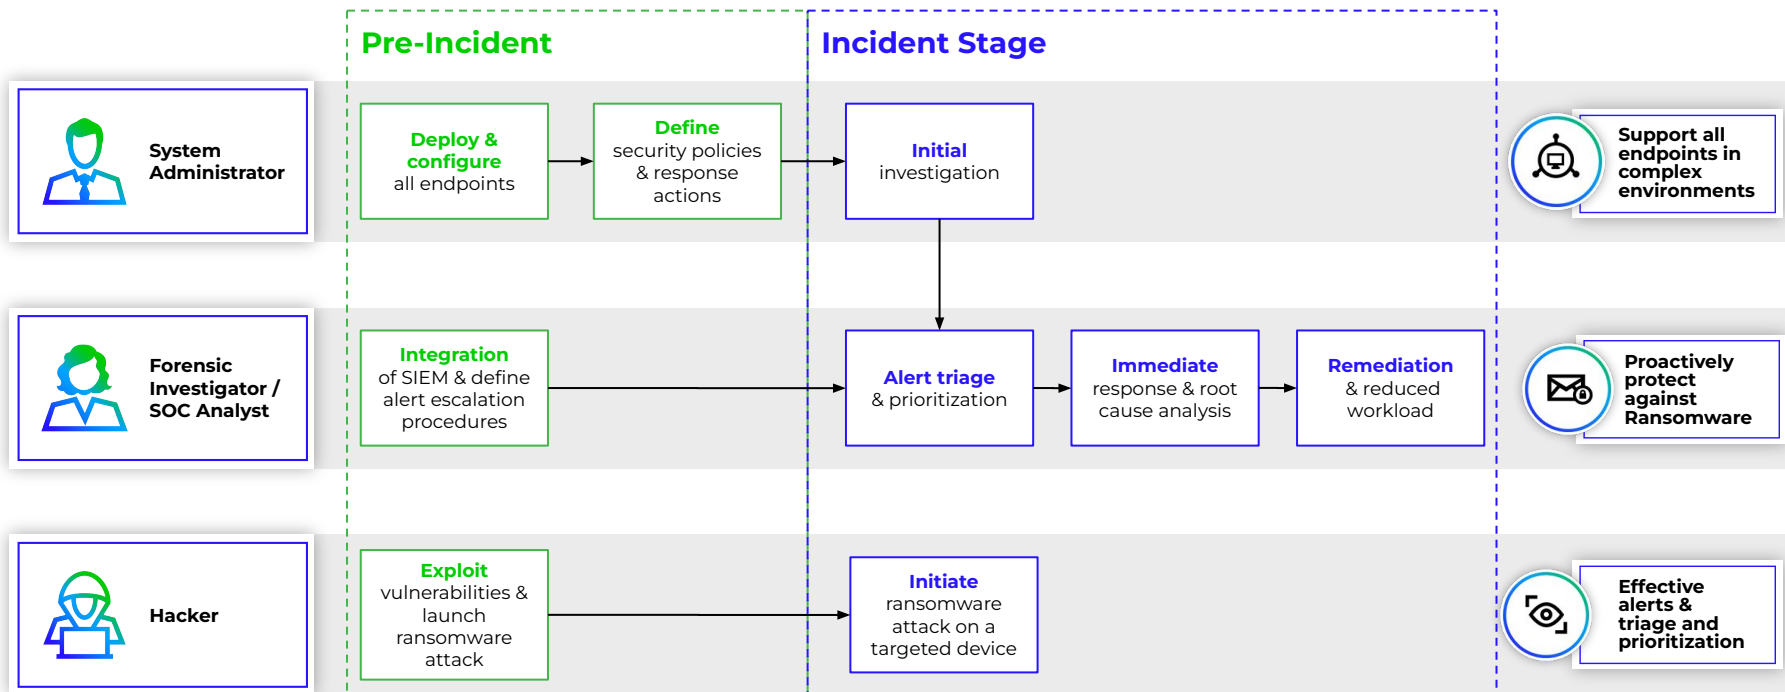 Pre-Incident
Incident Stage
System
Administrator
Deploy &
configure
all endpoints
Define
security policies
& response
actions
Initial
investigation
Support all
endpoints in
complex
environments
Forensic
Investigator /
SOC Analyst
Integration
of SIEM & define
alert escalation
procedures
Alert triage
& prioritization
Immediate
response & root
cause analysis
Remediation
& reduced
workload
Proactively
protect
against
Ransomware
Hacker
Exploit
vulnerabilities &
launch
ransomware
attack
Initiate
ransomware
attack on a
targeted device
Effective
alerts &
triage and
prioritization